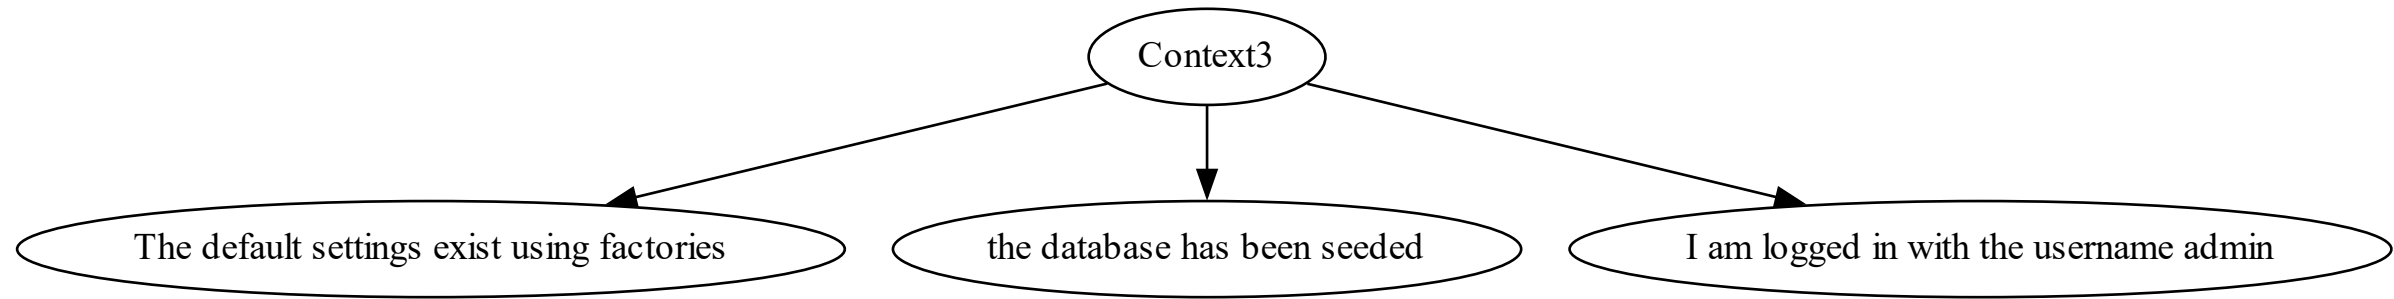 Context3
The default settings exist using factories
the database has been seeded
I am logged in with the username admin